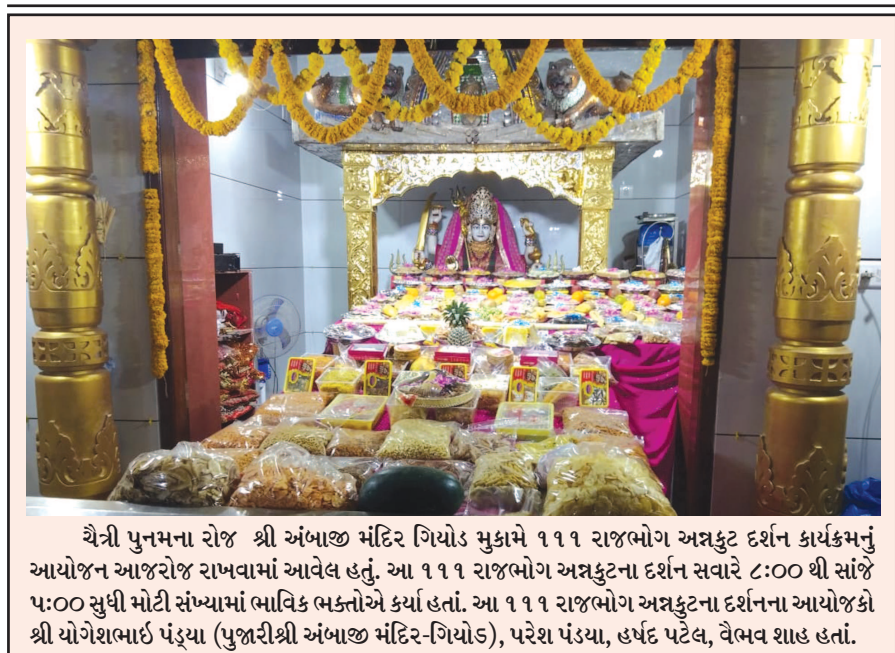 ચૈત્રી પુનમના રોજ શ્રી અંબાજી મંદિર ગિયોડ મુકામે ૧૧૧ રાજભોગ અન્નકુટ દર્શન કાર્યક્રમનું
આયોજન આજરોજ રાખવામાં આવેલ હતું. આ ૧૧૧ રાજભોગ અન્નકુટના દર્શન સવારે ૮:૦૦ થી સાંજે
૫:૦૦ સુધી મોટી સંખ્યામાં ભાવિક ભક્તોએ કર્યા હતાં. આ ૧૧૧ રાજભોગ અન્નકુટના દર્શનના આયોજકો
શ્રી યોગેશભાઇ પંડ્યા (પુજારીશ્રી અંબાજી મંદિર-ગિયોડ), પરેશ પંડયા, હર્ષદ પટેલ, વૈભવ શાહ હતાં.